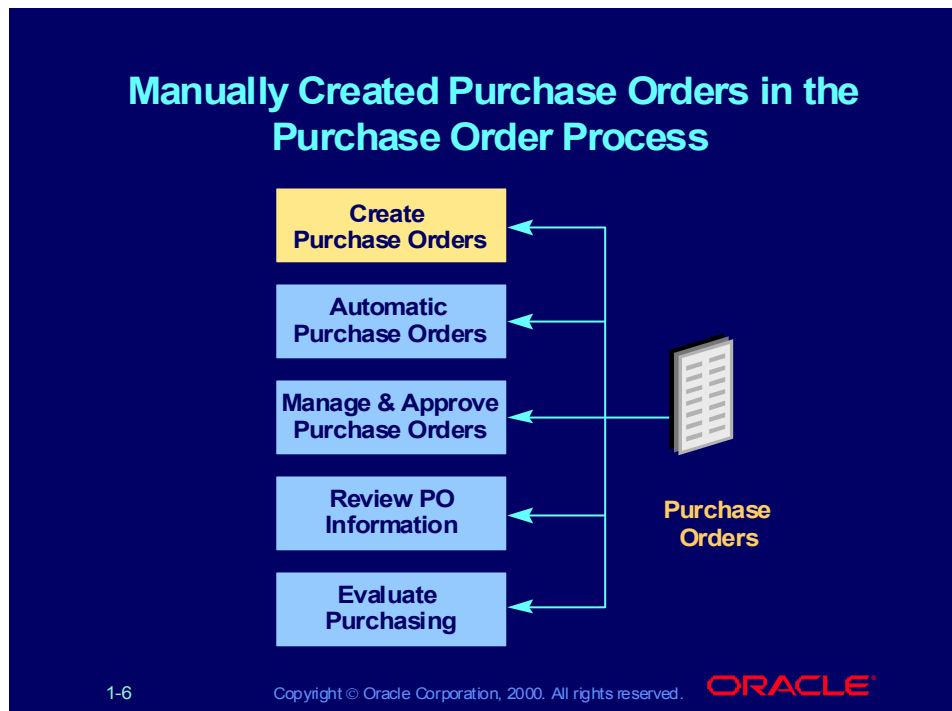 Manually Created Purchase Orders in the
Purchase Order Process
Create
Purchase Orders
Automatic
Purchase Orders
Manage & Approve
Purchase Orders
Review PO
Information
Evaluate
Purchasing
Purchase
Orders
1-6
Copyright © Oracle Corporation, 2000. All rights reserved.
ORACLE®